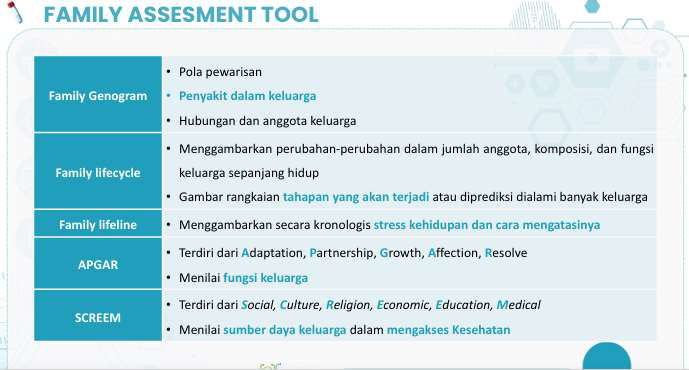 FAMILY ASSESMENT TOOL
Family Genogram
• Pola pewarisan
• Penyakit dalam keluarga
• Hubungan dan anggota keluarga
Family lifecycle
• Menggambarkan perubahan-perubahan dalam jumlah anggota, komposisi, dan fungsi
keluarga sepanjang hidup
• Gambar rangkaian tahapan yang akan terjadi atau diprediksi dialami banyak keluarga
Family lifeline
• Menggambarkan secara kronologis stress kehidupan dan cara mengatasinya
APGAR
• Terdiri dari Adaptation, Partnership, Growth, Affection, Resolve
• Menilai fungsi keluarga
SCREEM
• Terdiri dari Social, Culture, Religion, Economic, Education, Medical
• Menilai sumber daya keluarga dalam mengakses Kesehatan